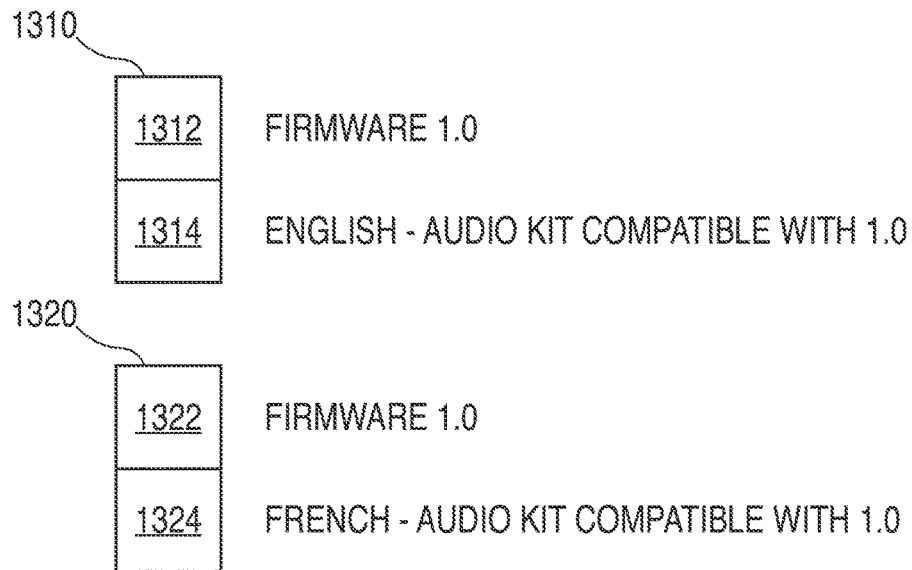 1310
1312 FIRMWARE 1.0
1314 ENGLISH - AUDIO KIT COMPATIBLE WITH 1.0
1320
1322 FIRMWARE 1.0
1324 FRENCH - AUDIO KIT COMPATIBLE WITH 1.0